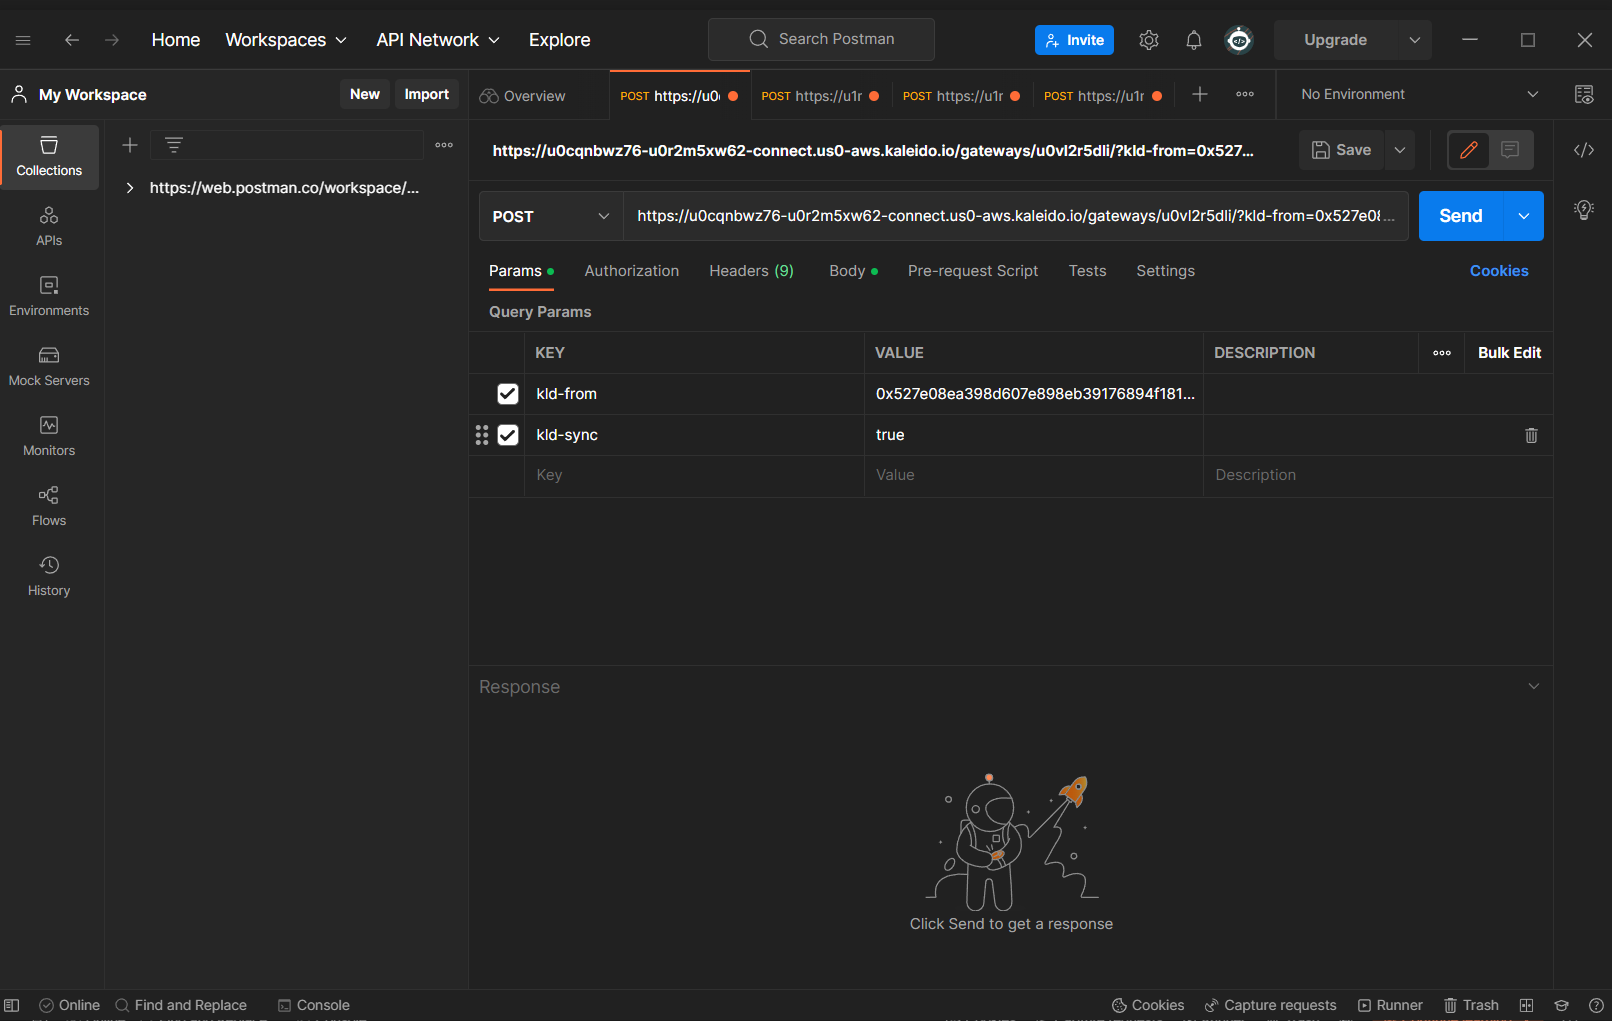 Home Workspaces API Network Explore Search Postman Invite Upgrade
My Workspace New Import
Overview POST https://u0 POST https://u1r POST https://u1r POST https://u1r No Environment
Collections
APIs
Environments
Mock Servers
Monitors
Flows
History
https://web.postman.co/workspace/...
https://u0cqnbwz76-u0r2m5xw62-connect.us0-aws.kaleido.io/gateways/u0vl2r5dli/?kld-from=0x527... Save
POST https://u0cqnbwz76-u0r2m5xw62-connect.us0-aws.kaleido.io/gateways/u0vl2r5dli/?kld-from=0x527e08... Send
Params Authorization Headers (9) Body Pre-request Script Tests Settings Cookies
Query Params
KEY VALUE DESCRIPTION Bulk Edit
kld-from 0x527e08ea398d607e898eb39176894f181...
kld-sync true
Key Value Description
Response
Click Send to get a response
Online Find and Replace Console Cookies Capture requests Runner Trash